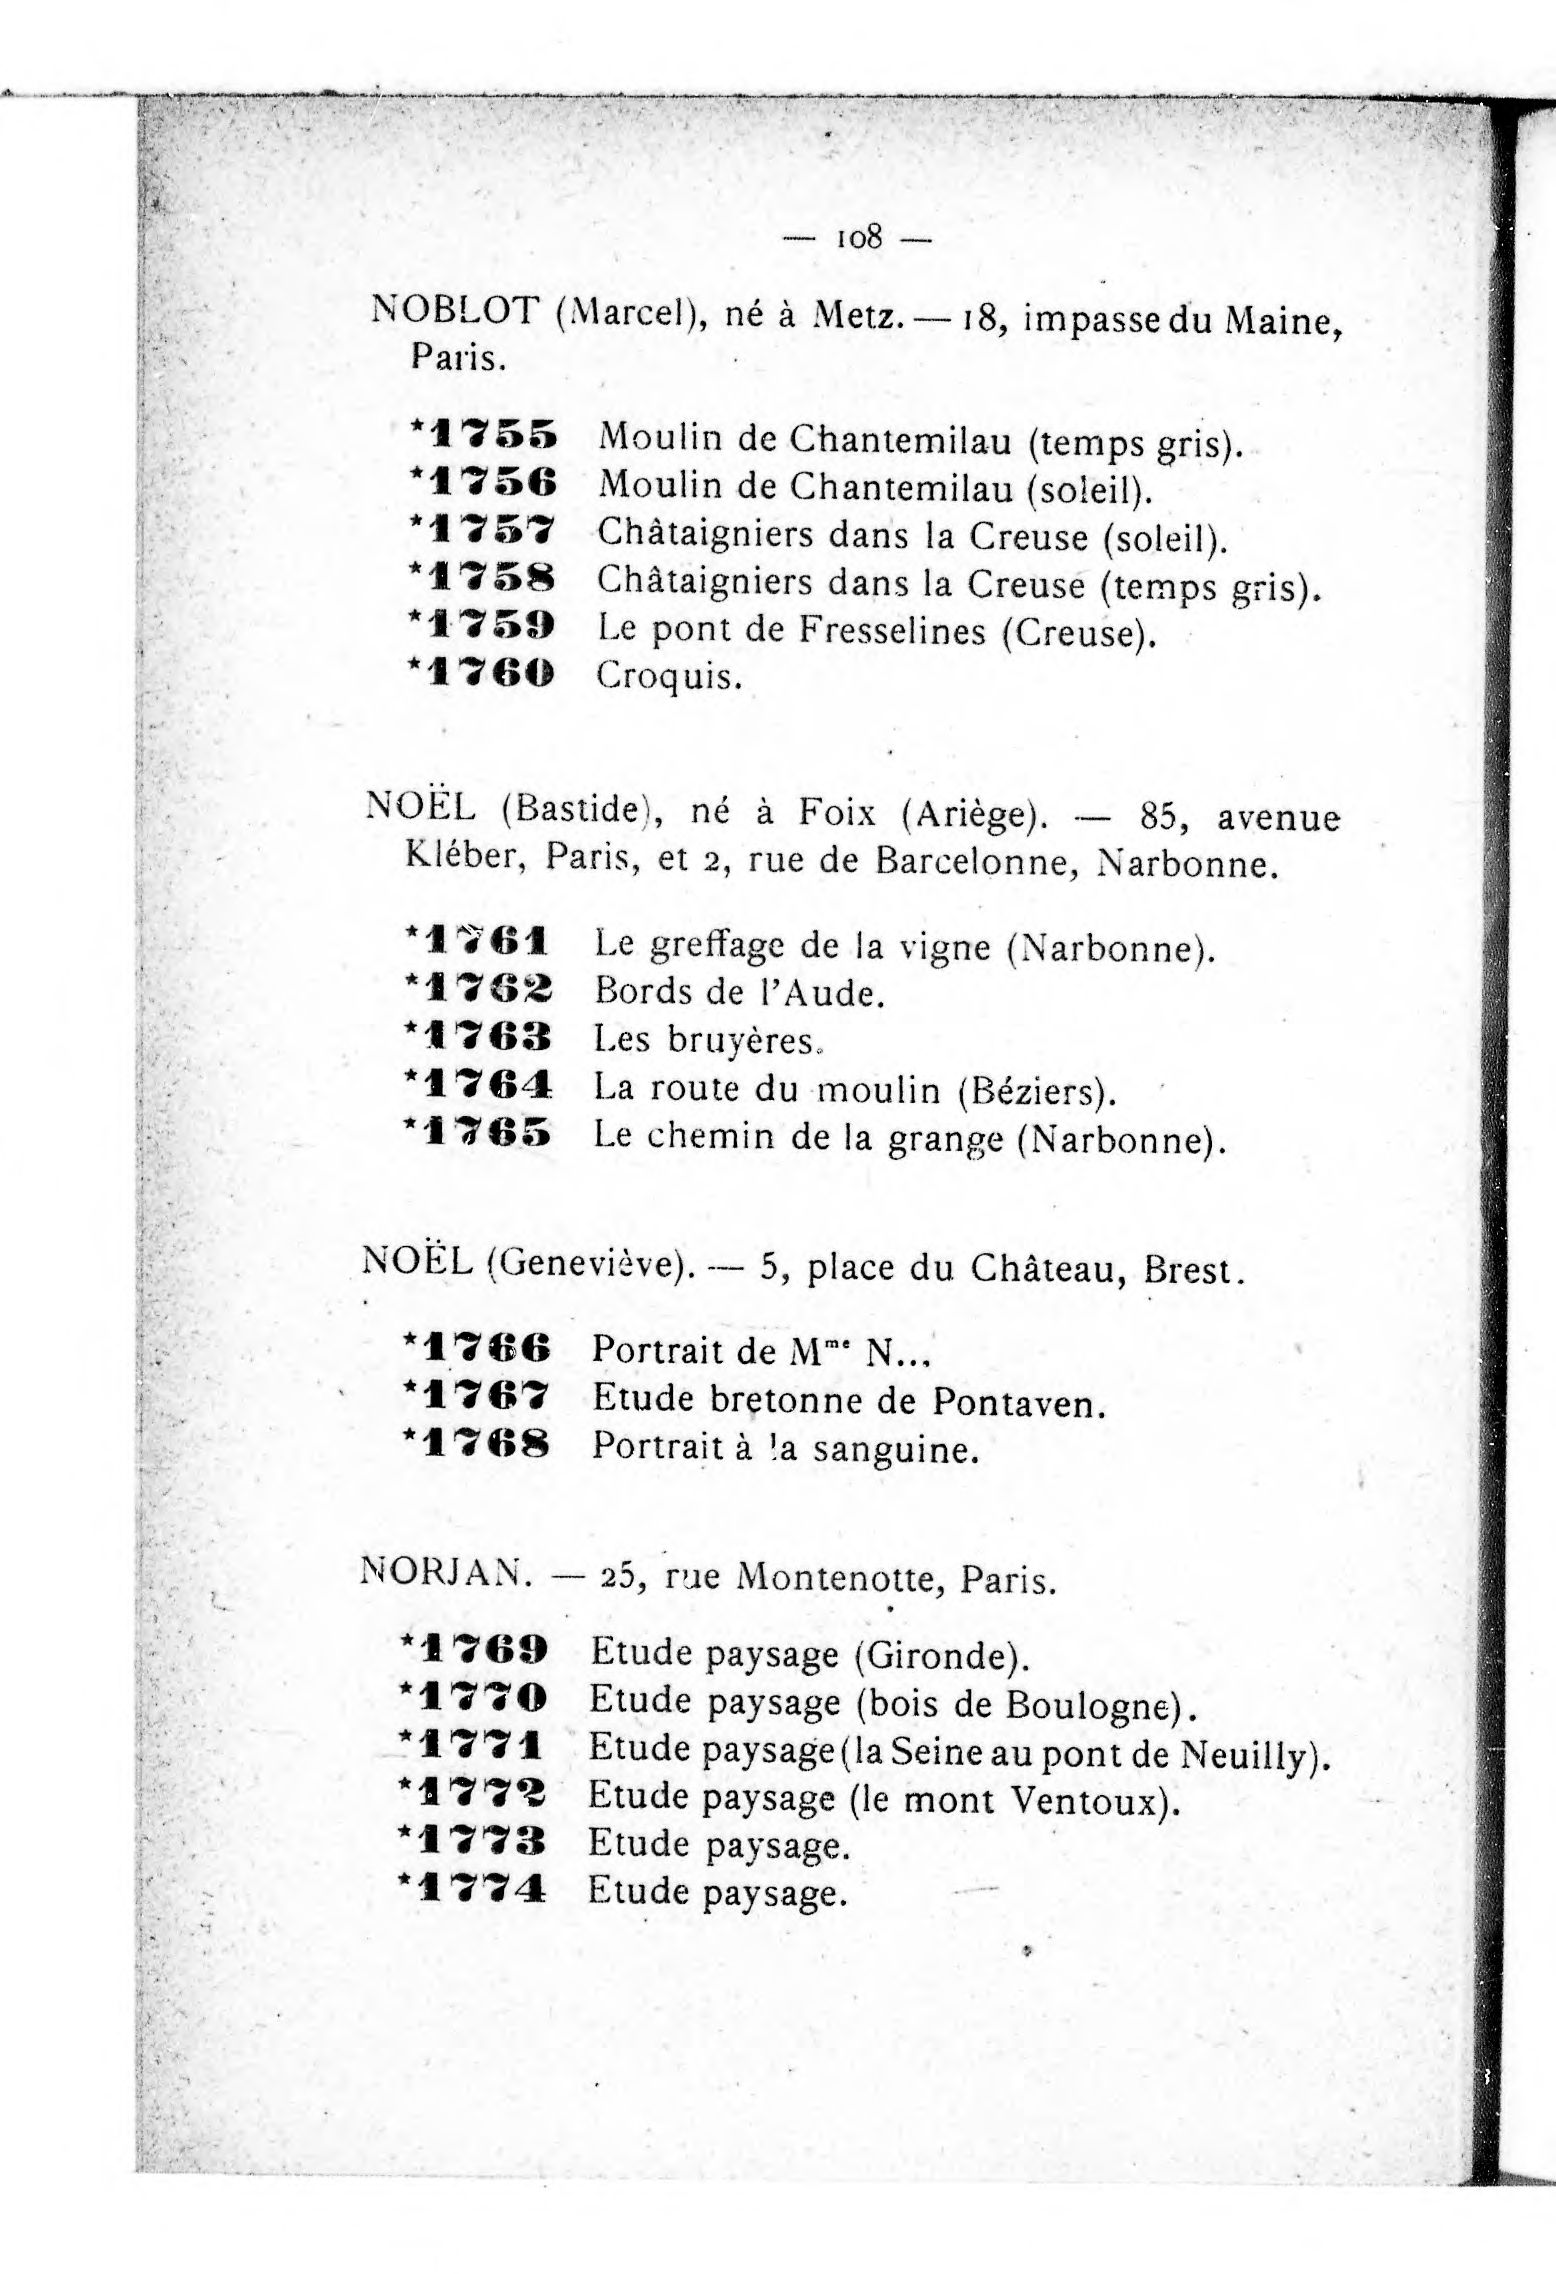 — 108 —
NOBLOT (Marcel), né à Metz. — 18, impasse du Maine,
Paris.
*1755 Moulin de Chantemilau (temps gris).
*1756 Moulin de Chantemilau (soleil).
*1757 Châtaigniers dans la Creuse (soleil).
*1758 Châtaigniers dans la Creuse (temps gris).
*1759 Le pont de Fresselines (Creuse).
*1760 Croquis.
NOËL (Bastide), né à Foix (Ariège). — 85, avenue
Kléber, Paris, et 2, rue de Barcelonne, Narbonne.
*1761 Le greffage de la vigne (Narbonne).
*1762 Bords de l'Aude.
*1763 Les bruyères.
*1764 La route du moulin (Béziers).
*1765 Le chemin de la grange (Narbonne).
NOËL (Geneviève). — 5, place du Château, Brest.
*1766 Portrait de Mme N...
*1767 Etude bretonne de Pontaven.
*1768 Portrait à la sanguine.
NORJAN. — 25, rue Montenotte, Paris.
*1769 Etude paysage (Gironde).
*1770 Etude paysage (bois de Boulogne).
*1771 Etude paysage (la Seine au pont de Neuilly).
*1772 Etude paysage (le mont Ventoux).
*1773 Etude paysage.
*1774 Etude paysage.